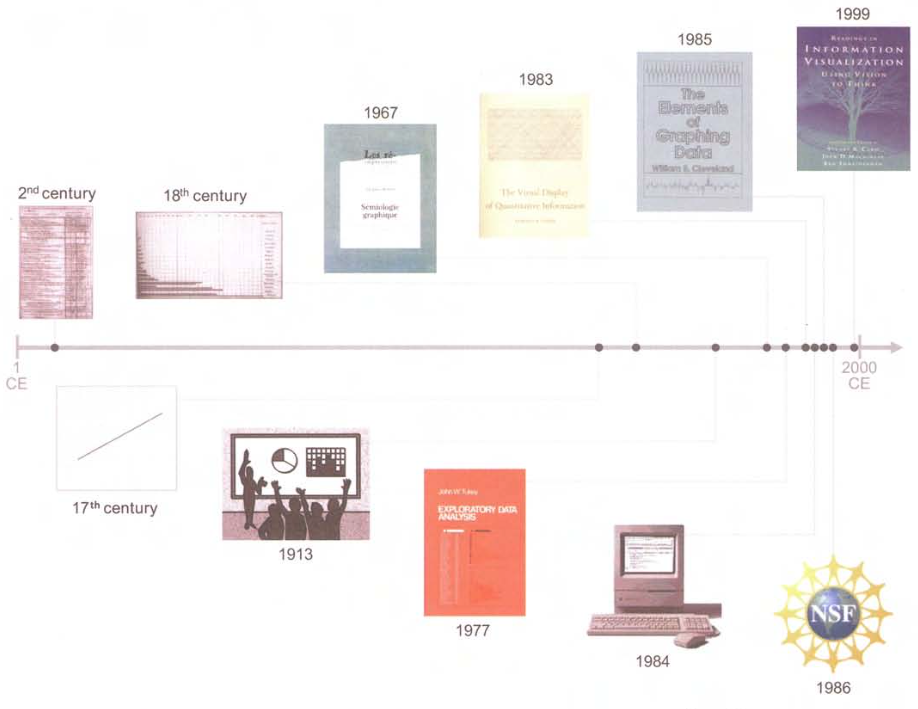 1999
READINGS IN
INFORMATION
VISUALIZATION
USING VISION
TO THINK
1985
The
Elements
of
Graphing
Data
William S. Cleveland
1983
The Visual Display
of Quantitative Information
1967
Sémiologie
graphique
2nd century
18th century
1
CE
2000
CE
17th century
1913
John W. Tukey
EXPLORATORY DATA
ANALYSIS
1977
1984
NSF
1986